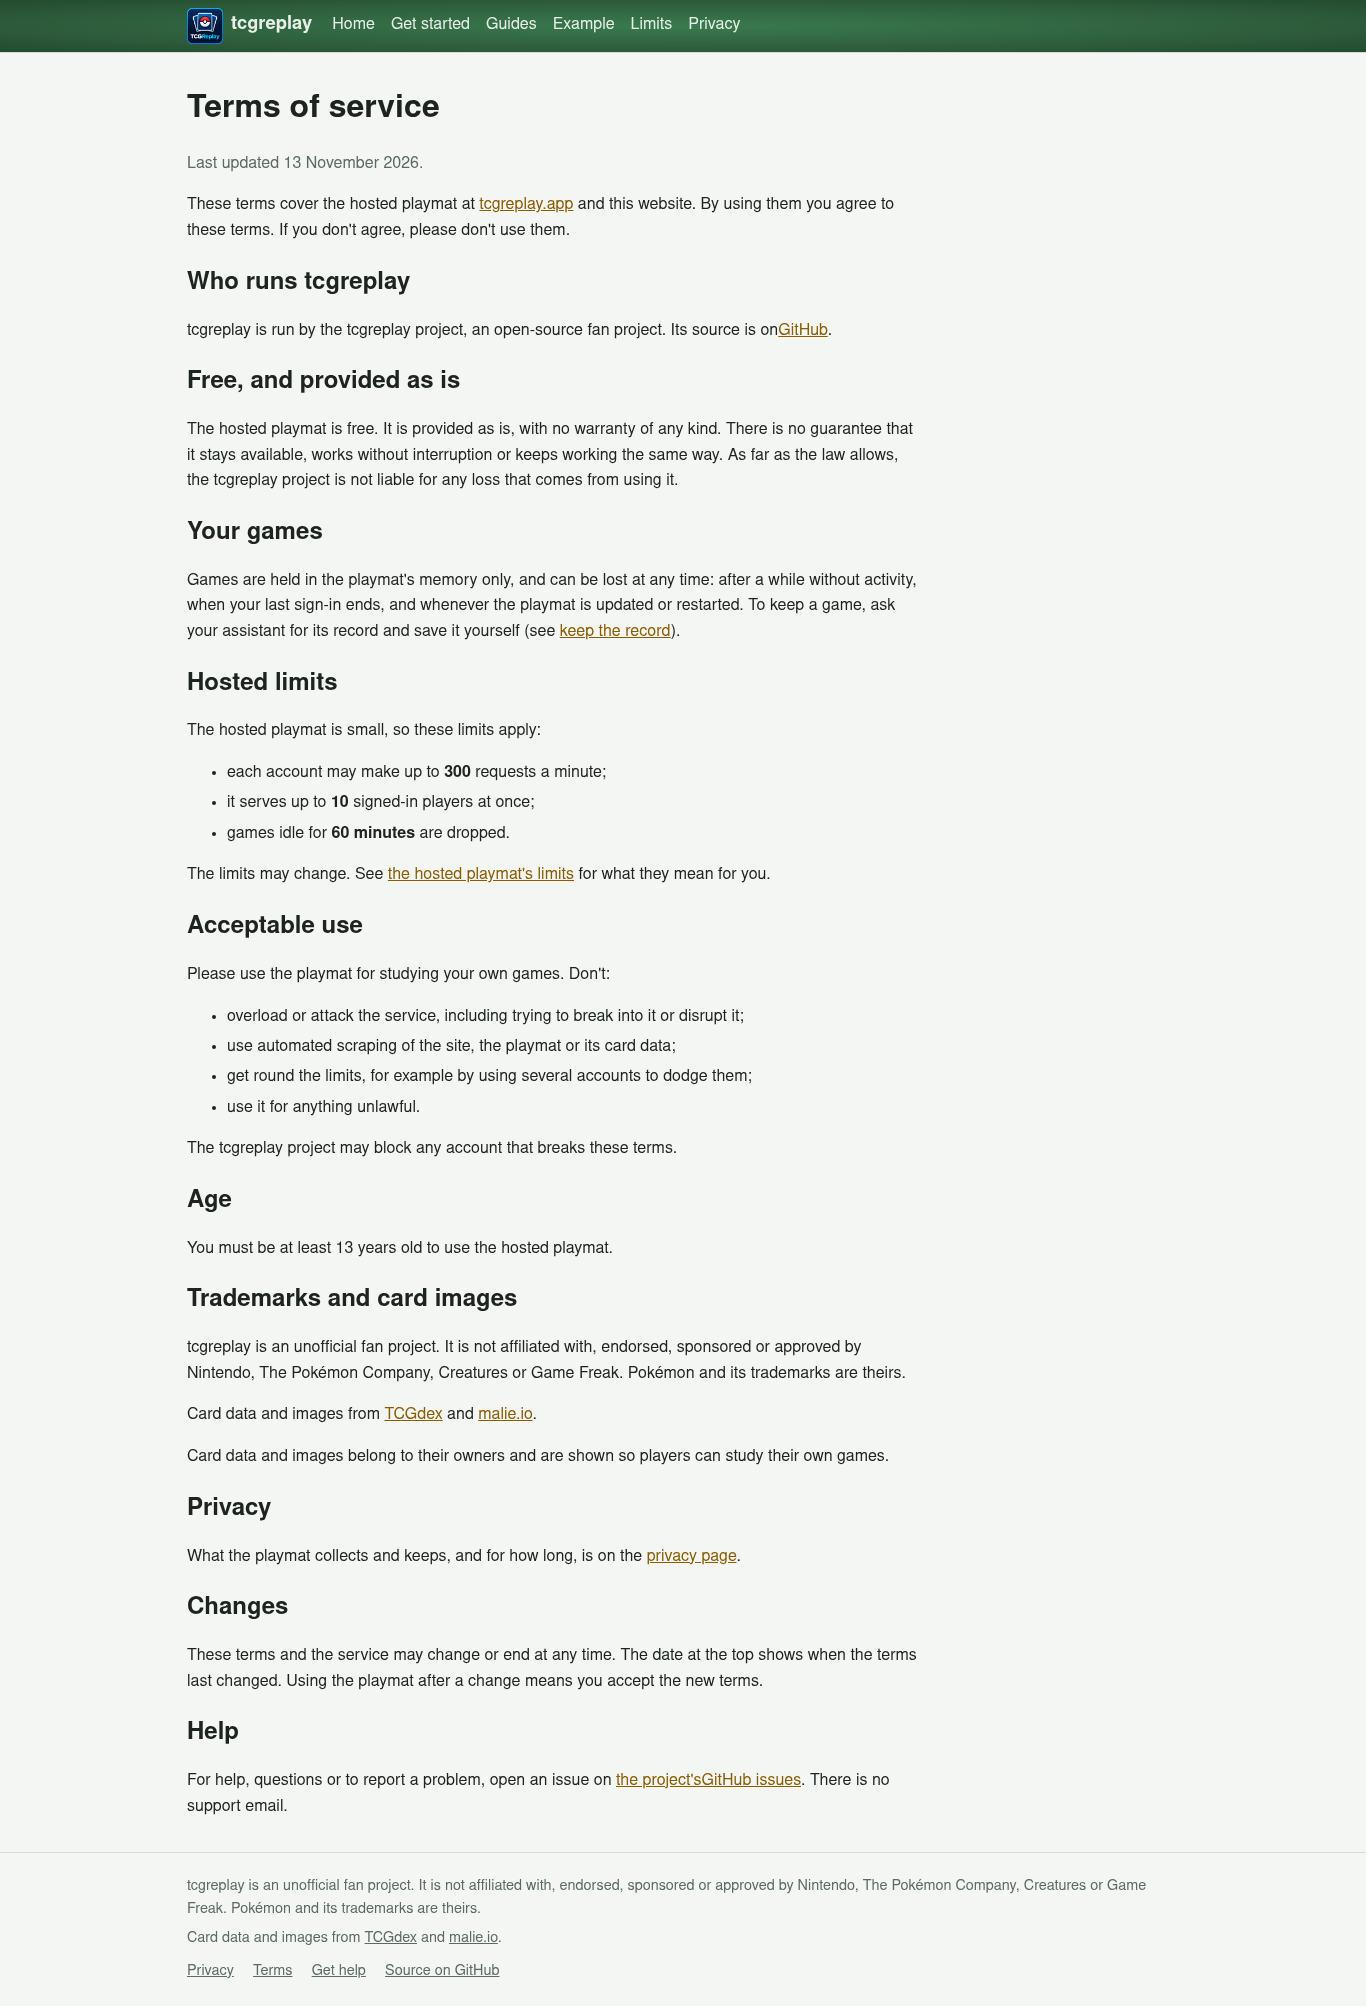 TCGReplay
tcgreplay Home Get started Guides Example Limits Privacy
Terms of service
Last updated 13 November 2026.
These terms cover the hosted playmat at tcgreplay.app and this website. By using them you agree to
these terms. If you don't agree, please don't use them.
Who runs tcgreplay
tcgreplay is run by the tcgreplay project, an open-source fan project. Its source is onGitHub.
Free, and provided as is
The hosted playmat is free. It is provided as is, with no warranty of any kind. There is no guarantee that
it stays available, works without interruption or keeps working the same way. As far as the law allows,
the tcgreplay project is not liable for any loss that comes from using it.
Your games
Games are held in the playmat's memory only, and can be lost at any time: after a while without activity,
when your last sign-in ends, and whenever the playmat is updated or restarted. To keep a game, ask
your assistant for its record and save it yourself (see keep the record).
Hosted limits
The hosted playmat is small, so these limits apply:
• each account may make up to 300 requests a minute;
• it serves up to 10 signed-in players at once;
• games idle for 60 minutes are dropped.
The limits may change. See the hosted playmat's limits for what they mean for you.
Acceptable use
Please use the playmat for studying your own games. Don't:
• overload or attack the service, including trying to break into it or disrupt it;
• use automated scraping of the site, the playmat or its card data;
• get round the limits, for example by using several accounts to dodge them;
• use it for anything unlawful.
The tcgreplay project may block any account that breaks these terms.
Age
You must be at least 13 years old to use the hosted playmat.
Trademarks and card images
tcgreplay is an unofficial fan project. It is not affiliated with, endorsed, sponsored or approved by
Nintendo, The Pokémon Company, Creatures or Game Freak. Pokémon and its trademarks are theirs.
Card data and images from TCGdex and malie.io.
Card data and images belong to their owners and are shown so players can study their own games.
Privacy
What the playmat collects and keeps, and for how long, is on the privacy page.
Changes
These terms and the service may change or end at any time. The date at the top shows when the terms
last changed. Using the playmat after a change means you accept the new terms.
Help
For help, questions or to report a problem, open an issue on the project'sGitHub issues. There is no
support email.
tcgreplay is an unofficial fan project. It is not affiliated with, endorsed, sponsored or approved by Nintendo, The Pokémon Company, Creatures or Game
Freak. Pokémon and its trademarks are theirs.
Card data and images from TCGdex and malie.io.
Privacy Terms Get help Source on GitHub